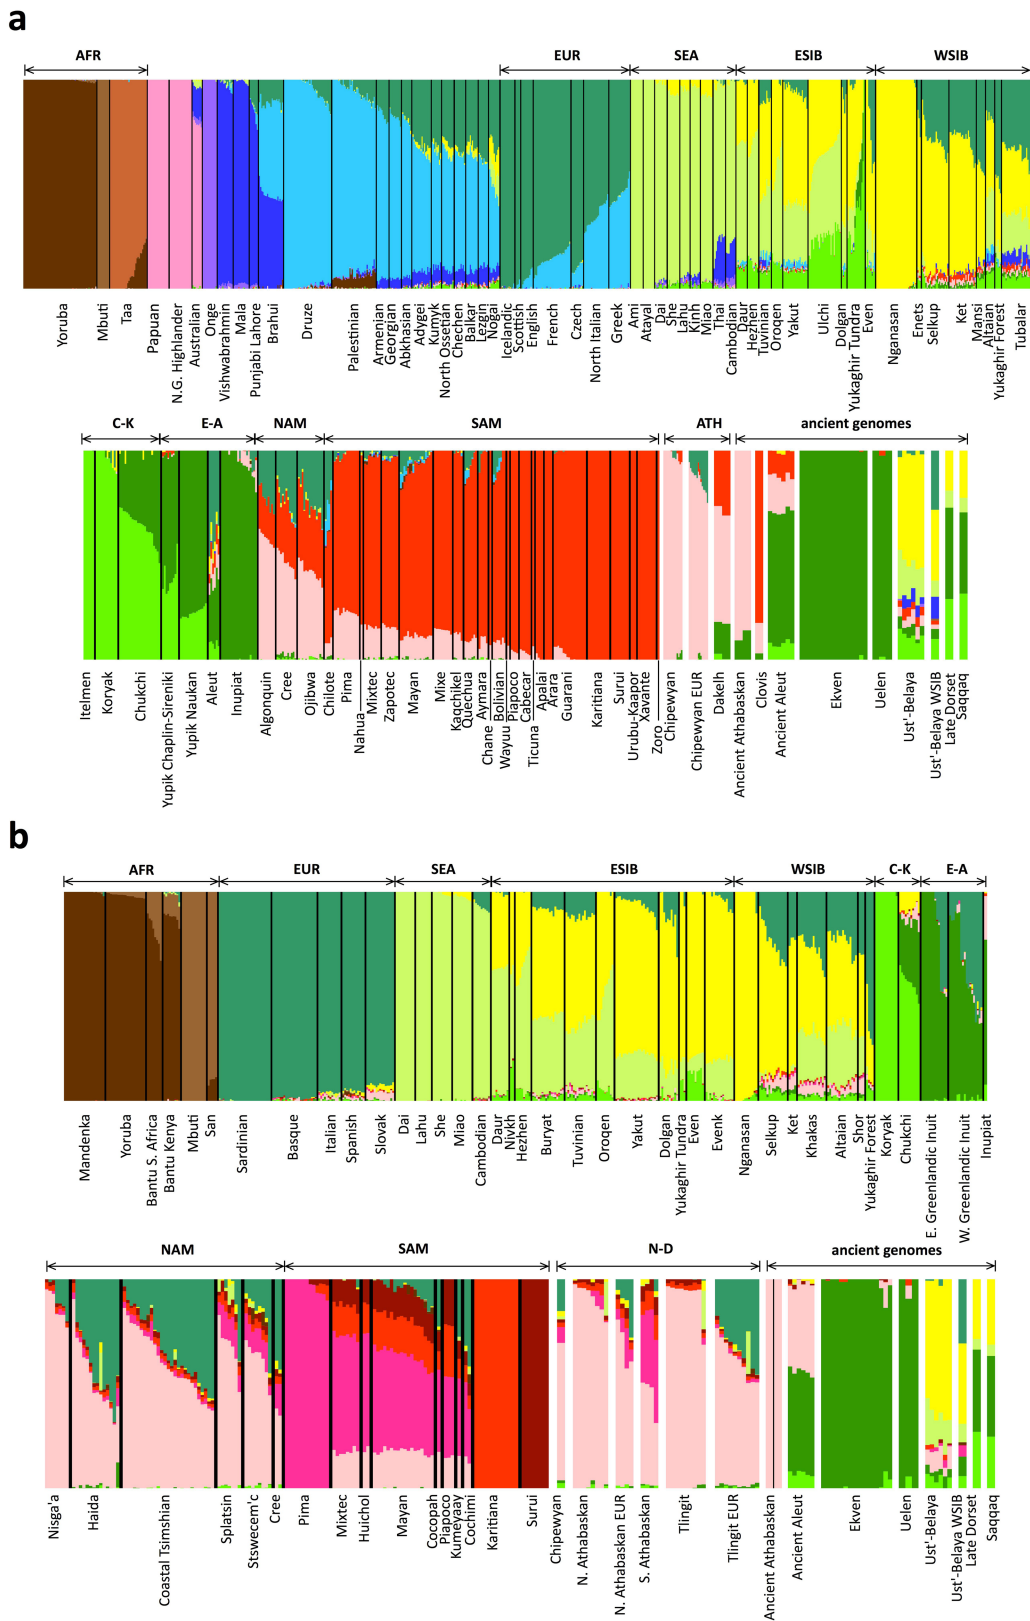 a
AFR EUR SEA ESIB WSIB
Yoruba
Mbuti
Taa
Papuan
N.G. Highlander
Australian
Onge
Vishwabrahmin
Mala
Punjabi Lahore
Brahui
Druze
Palesthinian
Armenian
Georgian
Abkhasian
Adygei
Kumyk
North Ossetian
Chechen
Balkar
Lezgin
Nogai
Icelandic
Scottish
English
French
Czech
North Italian
Greek
Ami
Atayal
Dai
She
Lahu
Kinh
Miao
Thai
Cambodian
Daur
Hezhen
Tuvinian
Oroqen
Yakut
Ulchi
Dolgan
Yukaghir Tundra
Even
Nganasan
Enets
Selkup
Ket
Mansi
Altaian
Yukaghir Forest
Tubalar
C-K E-A NAM SAM ATH ancient genomes
Itelmen
Koryak
Chukchi
Yupik Chaplin-Sireniki
Yupik Naukan
Aleut
Inupiat
Algonquin
Cree
Ojibwa
Chilote
Pima
Nahua
Mixtec
Zapotec
Mayan
Mixe
Kaqchikel
Quechua
Aymara
Chane
Bolivian
Wayuu
Piapoco
Cabecar
Ticuna
Apalai
Arara
Guarani
Karitiana
Surui
Urubu-Kaapor
Xavante
Zoro
Chipewyan
Chipewyan EUR
Dakelh
Ancient Athabaskan
Clovis
Ancient Aleut
Ekven
Uelen
Ust'-Belaya
Ust'-Belaya WSIB
Late Dorset
Saqqaq
b
AFR EUR SEA ESIB WSIB C-K E-A
Mandenka
Yoruba
Bantu S. Africa
Bantu Kenya
Mbuti
San
Sardinian
Basque
Italian
Spanish
Slovak
Dai
Lahu
She
Miao
Cambodian
Daur
Nivkh
Hezhen
Buryat
Tuvinian
Oroqen
Yakut
Dolgan
Yukaghir Tundra
Even
Evenk
Nganasan
Selkup
Ket
Khakas
Altaian
Shor
Yukaghir Forest
Koryak
Chukchi
E. Greenlandic Inuit
W. Greenlandic Inuit
Inupiat
NAM SAM N-D ancient genomes
Nisga'a
Haida
Coastal Tsimshian
Splatsin
Stswecem'c
Cree
Pima
Mixtec
Huichol
Mayan
Cocopah
Piapoco
Kumeyaay
Cochimi
Karitiana
Surui
Chipewyan
N. Athabaskan
N. Athabaskan EUR
S. Athabaskan
Tlingit
Tlingit EUR
Ancient Athabaskan
Ancient Aleut
Ekven
Uelen
Ust'-Belaya
Ust'-Belaya WSIB
Late Dorset
Saqqaq